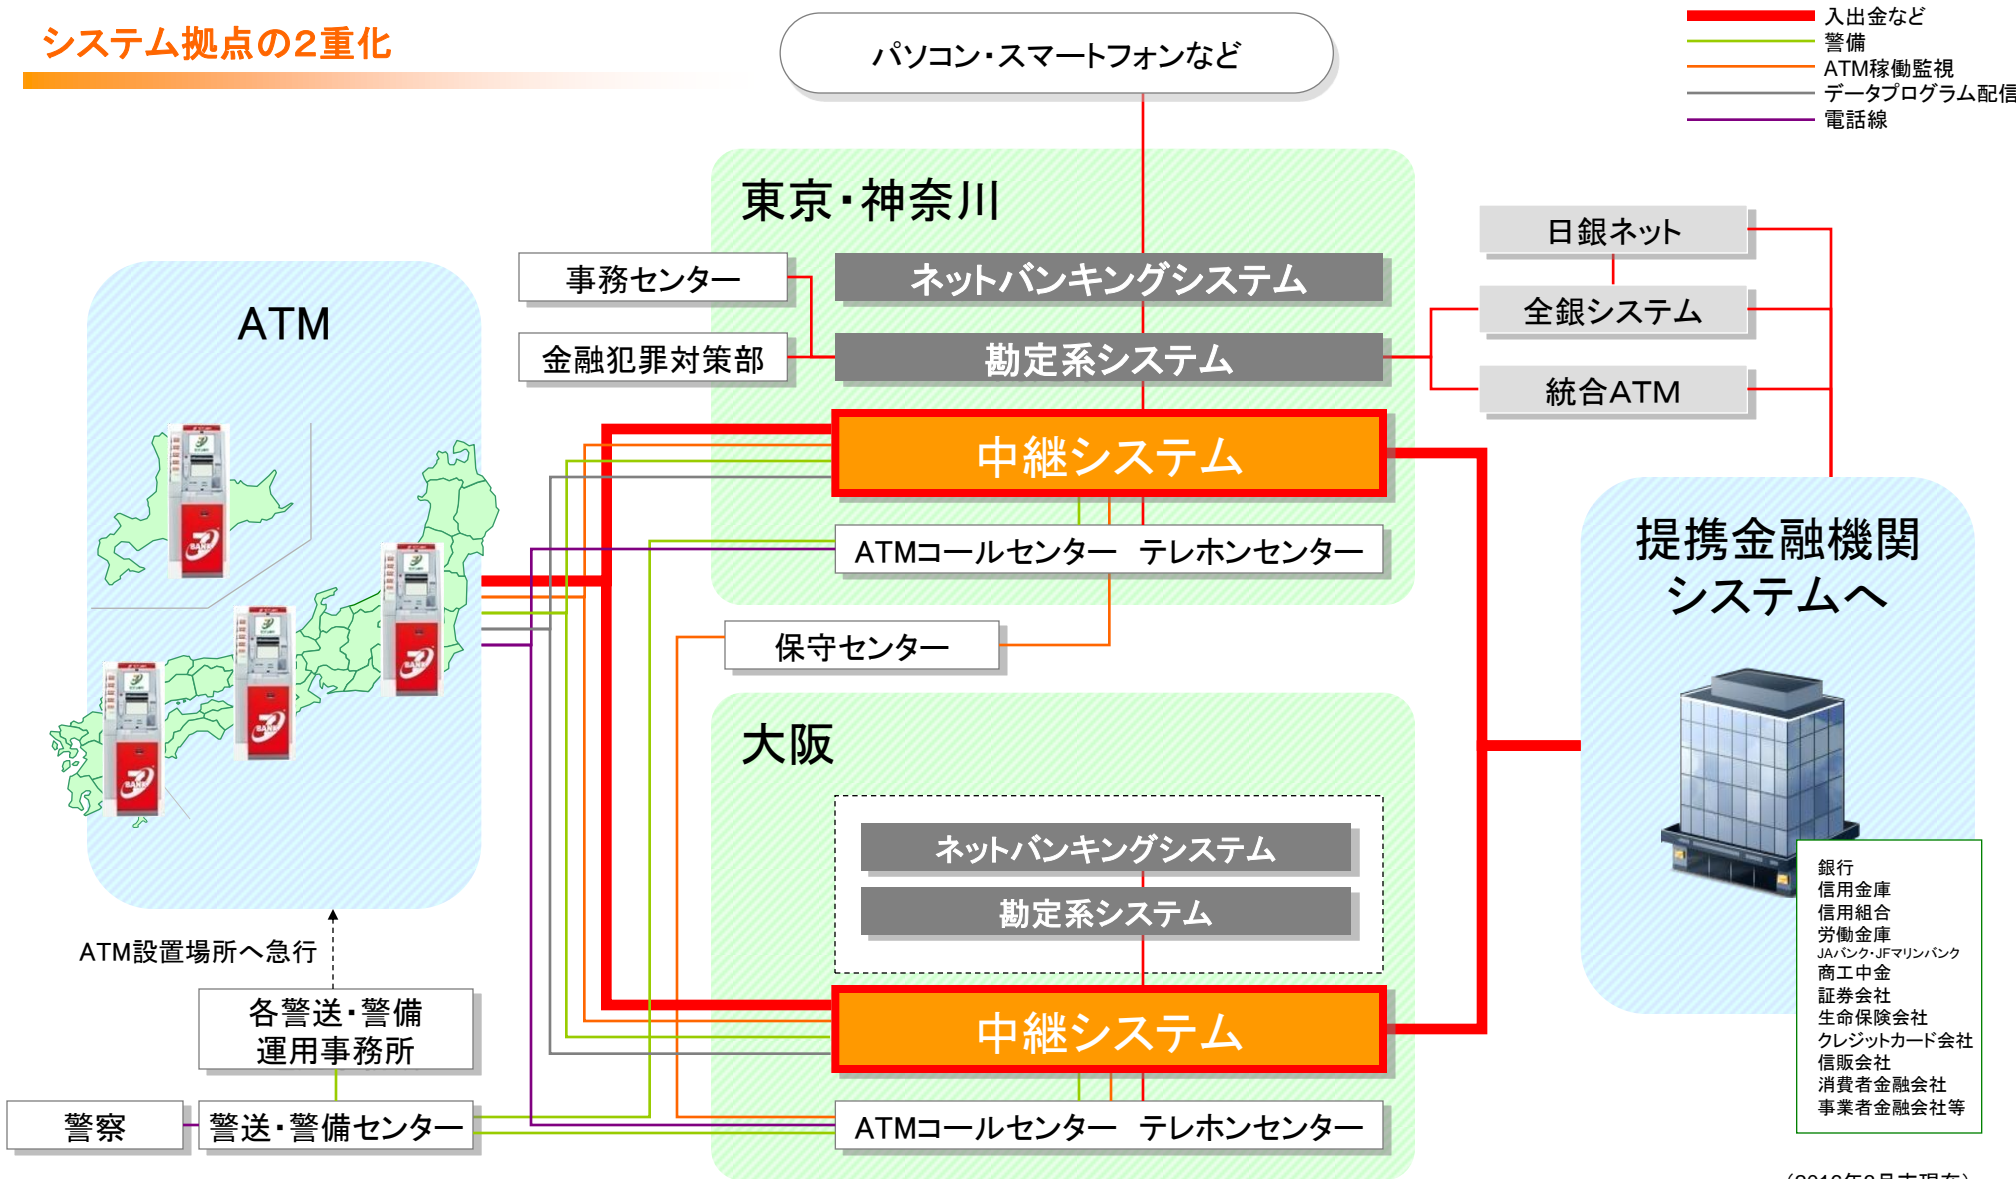 システム拠点の２重化
パソコン・スマートフォンなど
入出金など
警備
ATM稼働監視
データプログラム配信
電話線
東京・神奈川
事務センター
ネットバンキングシステム
金融犯罪対策部
勘定系システム
中継システム
ATMコールセンター　テレホンセンター
日銀ネット
全銀システム
統合ATM
ATM
保守センター
提携金融機関
システムへ
大阪
ネットバンキングシステム
勘定系システム
中継システム
ATMコールセンター　テレホンセンター
ATM設置場所へ急行
各警送・警備
運用事務所
警察
警送・警備センター
銀行
信用金庫
信用組合
労働金庫
JAバンク・JFマリンバンク
商工中金
証券会社
生命保険会社
クレジットカード会社
信販会社
消費者金融会社
事業者金融会社等